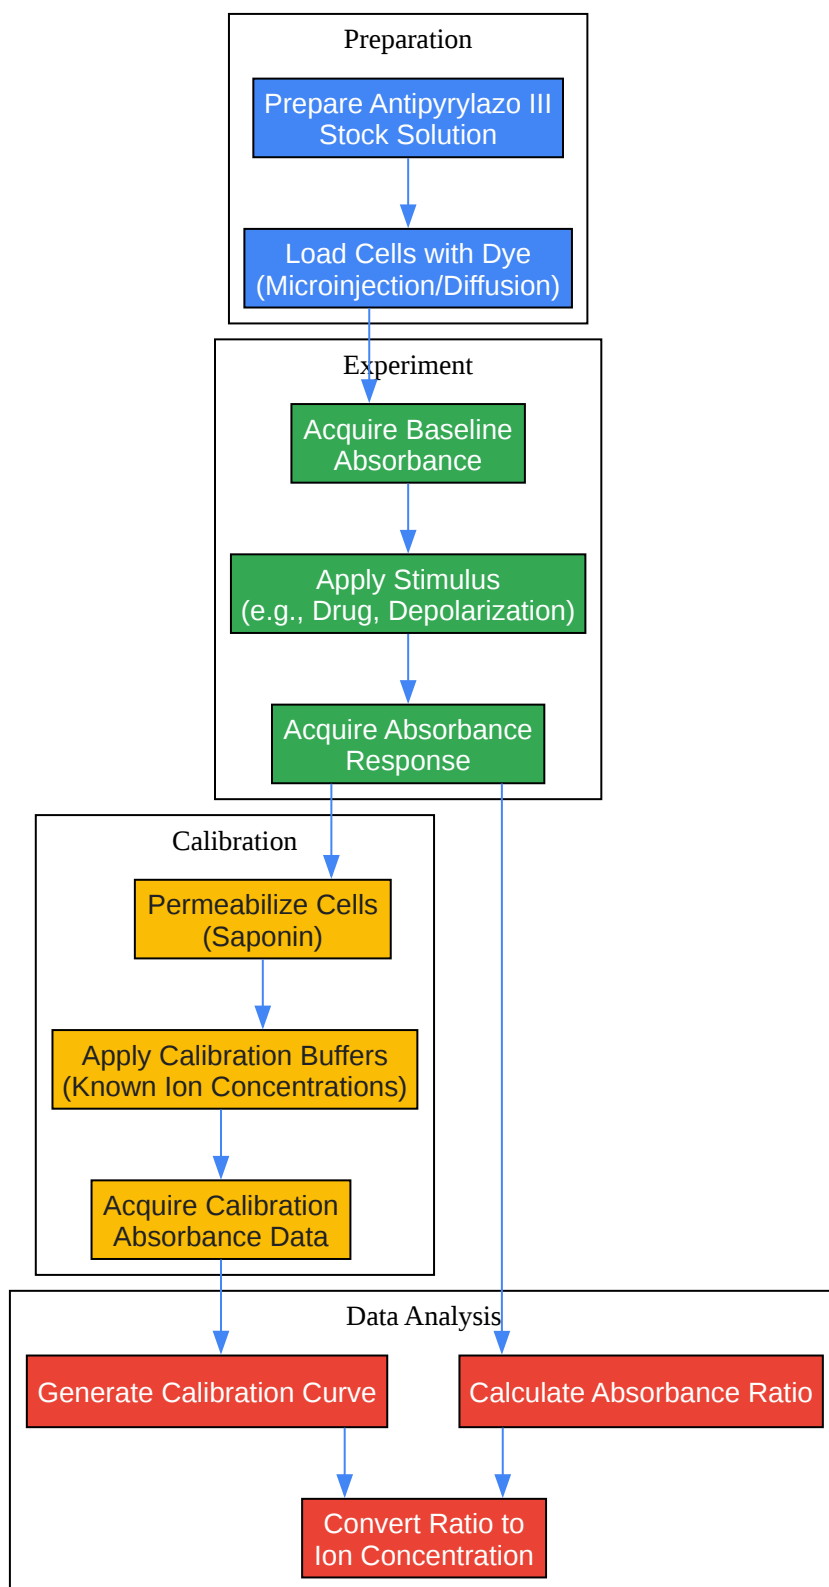 Preparation
Prepare Antipyrylazo III
Stock Solution
Load Cells with Dye
(Microinjection/Diffusion)
Experiment
Acquire Baseline
Absorbance
Apply Stimulus
(e.g., Drug, Depolarization)
Acquire Absorbance
Response
Calibration
Permeabilize Cells
(Saponin)
Apply Calibration Buffers
(Known Ion Concentrations)
Acquire Calibration
Absorbance Data
Data Analysis
Generate Calibration Curve
Calculate Absorbance Ratio
Convert Ratio to
Ion Concentration